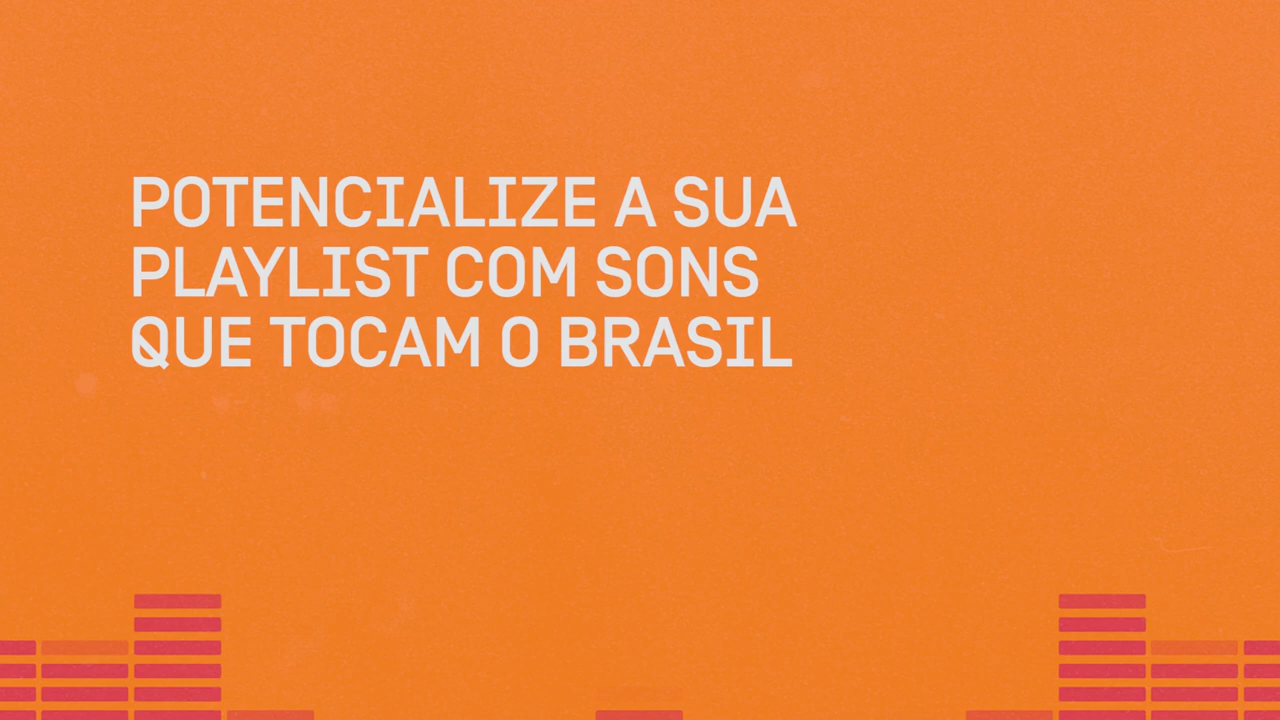 POTENCIALIZE A SUA
PLAYLIST COM SONS
QUE TOCAM O BRASIL